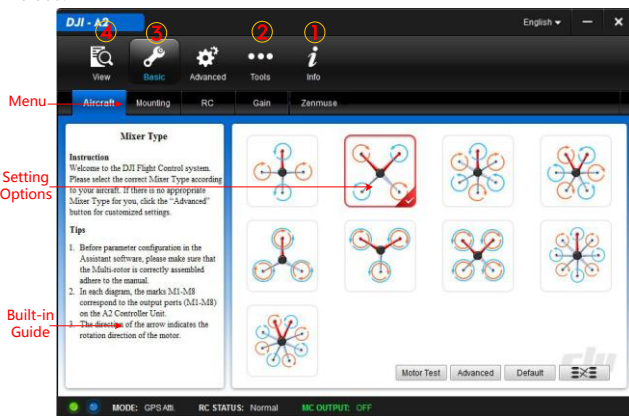 DJI - A2
English
④
③
②
①
View
Basic
Advanced
Tools
Info
Menu
Aircraft
Mounting
RC
Gain
Zenmuse
Mixer Type
Instruction
Welcome to the DJI Flight Control system.
Please select the correct Mixer Type according
to your aircraft. If there is no appropriate
Mixer Type for you, click the “Advanced”
button for customized settings.
Tips
1. Before parameter configuration in the
Assistant software, please make sure that
the Multi-rotor is correctly assembled
adhere to the manual.
2. In each diagram, the marks M1-M8
correspond to the output ports (M1-M8)
on the A2 Controller Unit.
3. The direction of the arrow indicates the
rotation direction of the motor.
Setting
Options
Built-in
Guide
Motor Test
Advanced
Default
dji
MODE: GPS Atti.
RC STATUS: Normal
MC OUTPUT: OFF